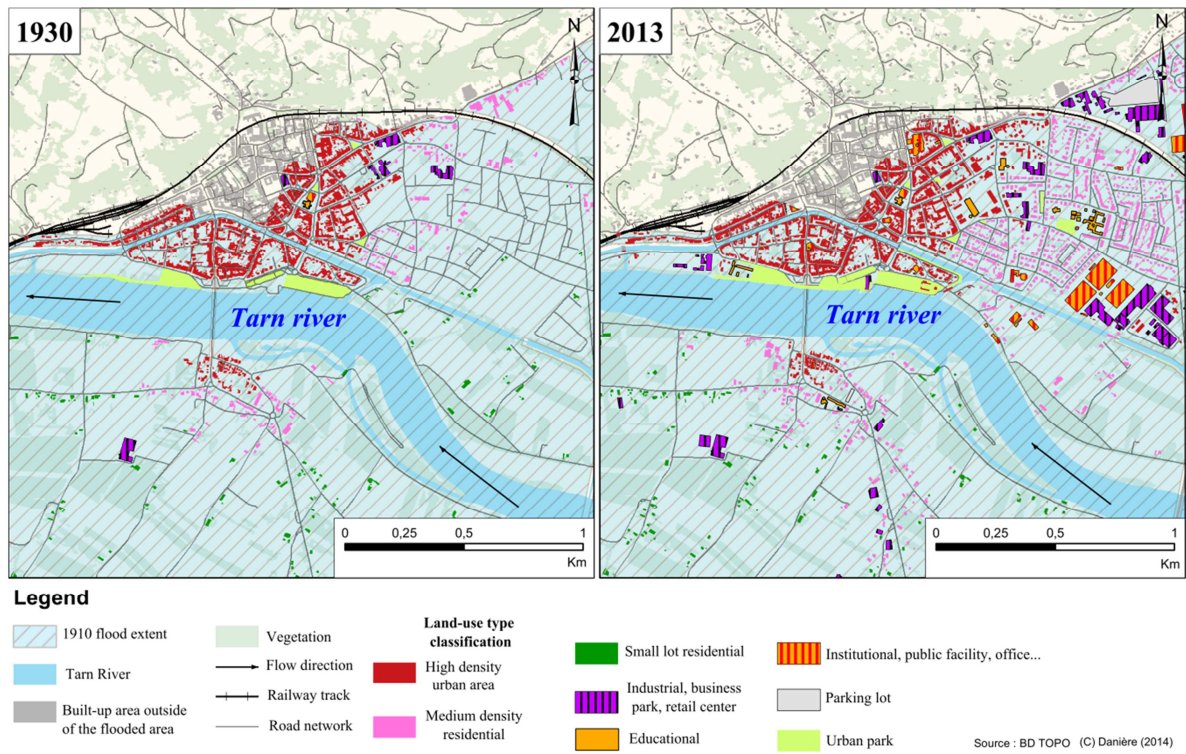 1930
N
Tarn river
0
0,25
0,5
1
Km
2013
N
Tarn river
0
0,25
0,5
1
Km
Legend
1910 flood extent
Tarn River
Built-up area outside
of the flooded area
Vegetation
Flow direction
Railway track
Road network
Land-use type
classification
High density
urban area
Medium density
residential
Small lot residential
Industrial, business
park, retail center
Educational
Institutional, public facility, office...
Parking lot
Urban park
Source : BD TOPO (C) Danière (2014)